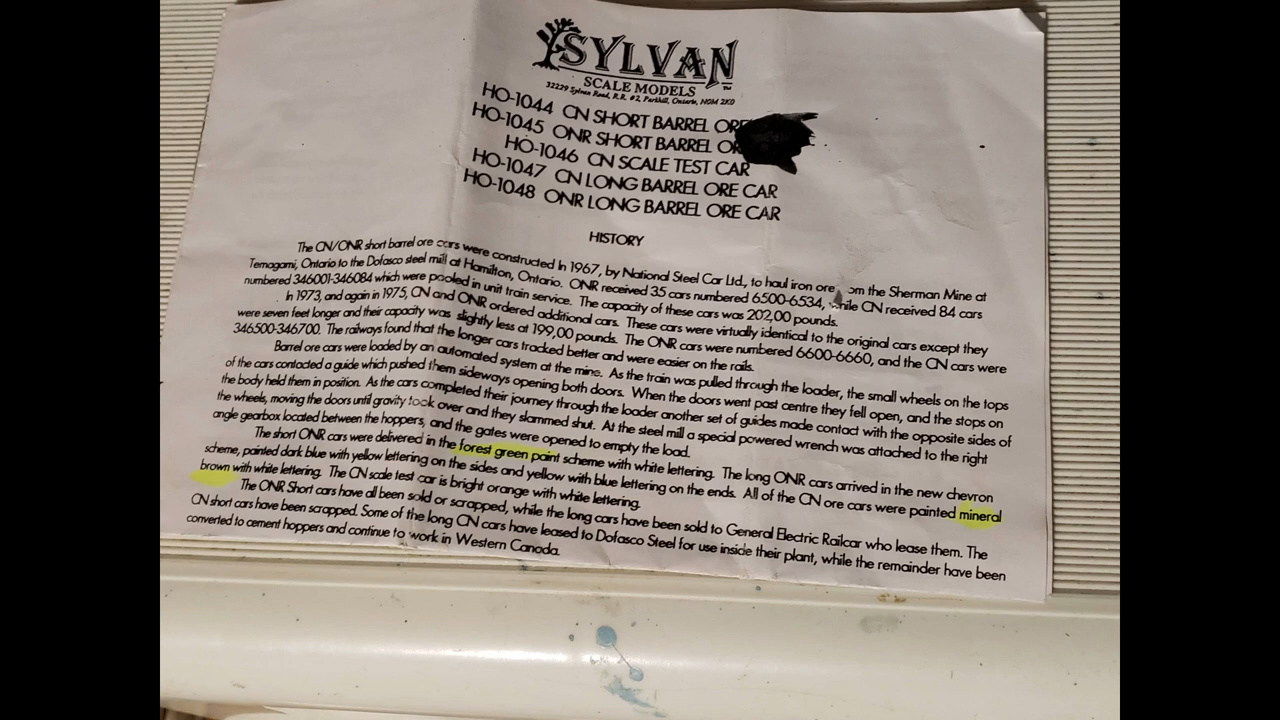 SYLVAN
SCALE MODELS
32229 Sylvan Road, R.R. #2, Parkhill, Ontario, N0M 2K0
HO-1044 CN SHORT BARREL ORE
HO-1045 ONR SHORT BARREL OR
HO-1046 CN SCALE TEST CAR
HO-1047 CN LONG BARREL ORE CAR
HO-1048 ONR LONG BARREL ORE CAR
HISTORY
The CN/ONR short barrel ore cars were constructed in 1967, by National Steel Car Ltd., to haul iron ore om the Sherman Mine at
Temagami, Ontario to the Dofasco steel mill at Hamilton, Ontario. ONR received 35 cars numbered 6500-6534, while CN received 84 cars
numbered 346001-346084 which were pooled in unit train service. The capacity of these cars was 202,00 pounds.
In 1973, and again in 1975, CN and ONR ordered additional cars. These cars were virtually identical to the original cars except they
were seven feet longer and their capacity was slightly less at 199,00 pounds. The ONR cars were numbered 6600-6660, and the CN cars were
346500-346700. The railways found that the longer cars tracked better and were easier on the rails.
Barrel ore cars were loaded by an automated system at the mine. As the train was pulled through the loader, the small wheels on the tops
of the cars contacted a guide which pushed them sideways opening both doors. When the doors went past centre they fell open, and the stops on
the body held them in position. As the cars completed their journey through the loader another set of guides made contact with the opposite sides of
the wheels, moving the doors until gravity took over and they slammed shut. At the steel mill a special powered wrench was attached to the right
angle gearbox located between the hoppers, and the gates were opened to empty the load.
The short ONR cars were delivered in the forest green paint scheme with white lettering. The long ONR cars arrived in the new chevron
scheme, painted dark blue with yellow lettering on the sides and yellow with blue lettering on the ends. All of the CN ore cars were painted mineral
brown with white lettering. The CN scale test car is bright orange with white lettering.
The ONR Short cars have all been sold or scrapped, while the long cars have been sold to General Electric Railcar who lease them. The
CN short cars have been scrapped. Some of the long CN cars have leased to Dofasco Steel for use inside their plant, while the remainder have been
converted to cement hoppers and continue to work in Western Canada.